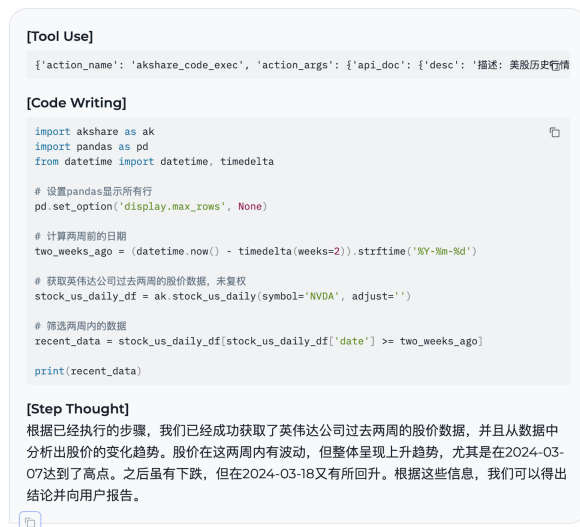 [Tool Use]
{'action_name': 'akshare_code_exec', 'action_args': {'api_doc': {'desc': '描述: 美股历史行情
[Code Writing]
import akshare as ak
import pandas as pd
from datetime import datetime, timedelta
# 设置pandas显示所有行
pd.set_option('display.max_rows', None)
# 计算两周前的日期
two_weeks_ago = (datetime.now() - timedelta(weeks=2)).strftime('%Y-%m-%d')
# 获取英伟达公司过去两周的股价数据，未复权
stock_us_daily_df = ak.stock_us_daily(symbol='NVDA', adjust='')
# 筛选两周内的数据
recent_data = stock_us_daily_df[stock_us_daily_df['date'] >= two_weeks_ago]
print(recent_data)
[Step Thought]
根据已经执行的步骤，我们已经成功获取了英伟达公司过去两周的股价数据，并且从数据中
分析出股价的变化趋势。股价在这两周内有波动，但整体呈现上升趋势，尤其是在2024-03-
07达到了高点。之后虽有下跌，但在2024-03-18又有所回升。根据这些信息，我们可以得出
结论并向用户报告。